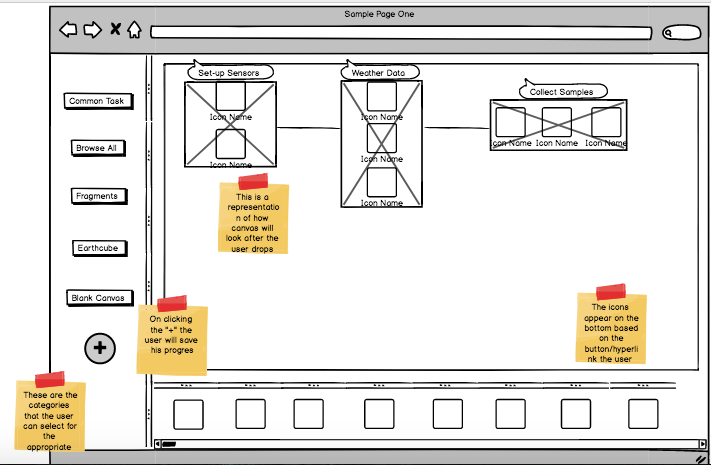 Sample Page One
Set-up Sensors
Weather Data
Collect Samples
Common Task
Browse All
Fragments
Earthcube
Blank Canvas
Icon Name
Icon Name
Icon Name
Icon Name
Icon Name
Icon Name Icon Name Icon Name
This is a
representatio
n of how
canvas will
look after the
user drops
On clicking
the "+" the
user will save
his progres
The icons
appear on the
bottom based
on the
button/hyperli
nk the user
These are the
categories
that the user
can select for
the
appropriate